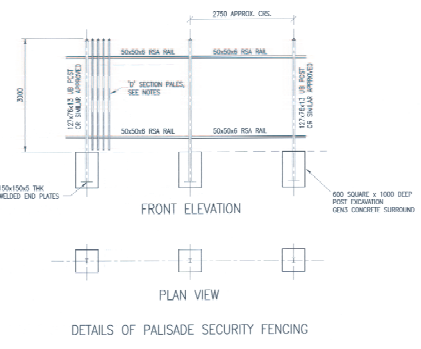 2750 APPROX. CRS.
50x50x6 RSA RAIL
50x50x6 RSA RAIL
3000
127x76x13 UB POST
OR SIMILAR APPROVED
'D' SECTION PALES,
SEE NOTES
127x76x13 UB POST
OR SIMILAR APPROVED
50x50x6 RSA RAIL
50x50x6 RSA RAIL
150x150x5 THK
WELDED END PLATES
600 SQUARE x 1000 DEEP
POST EXCAVATION
GEN3 CONCRETE SURROUND
FRONT ELEVATION
I
I
I
PLAN VIEW
DETAILS OF PALISADE SECURITY FENCING